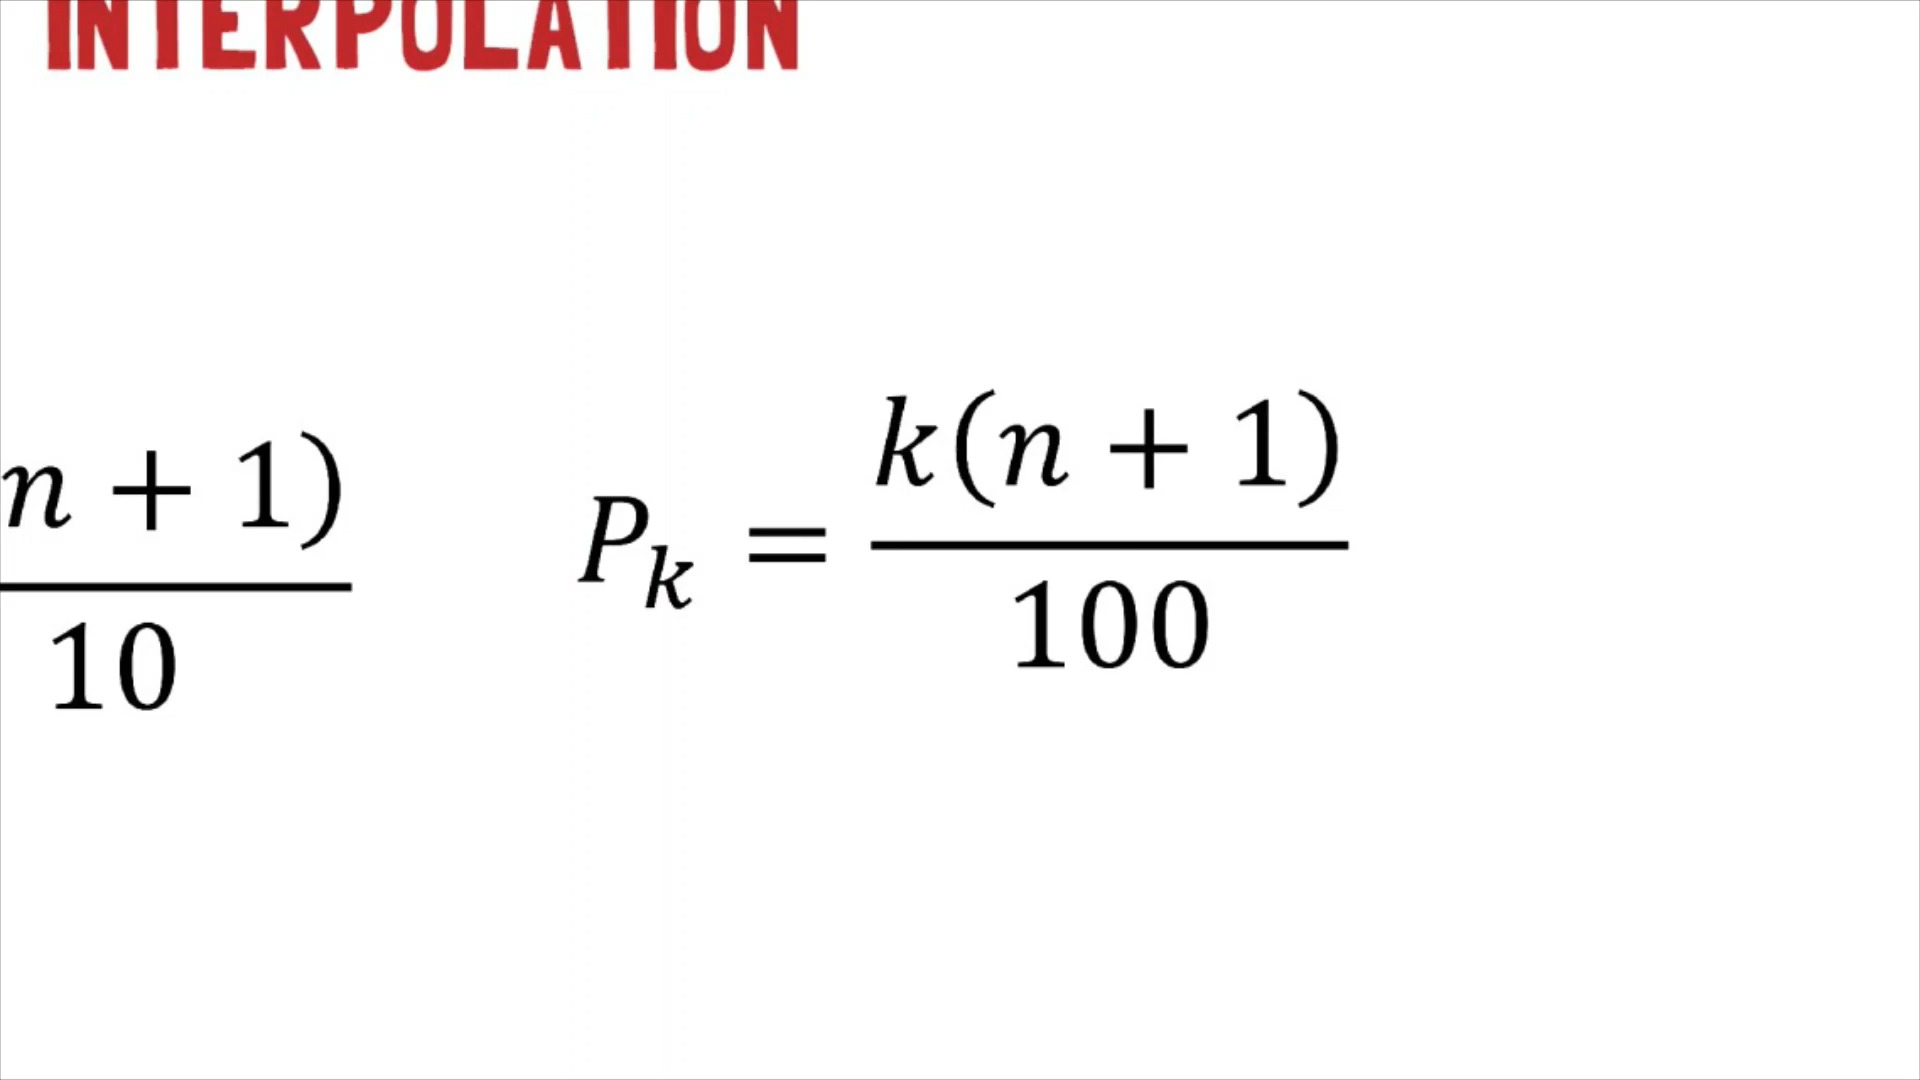 INTERPOLATION
n + 1)
10
P_k = k(n + 1)
100